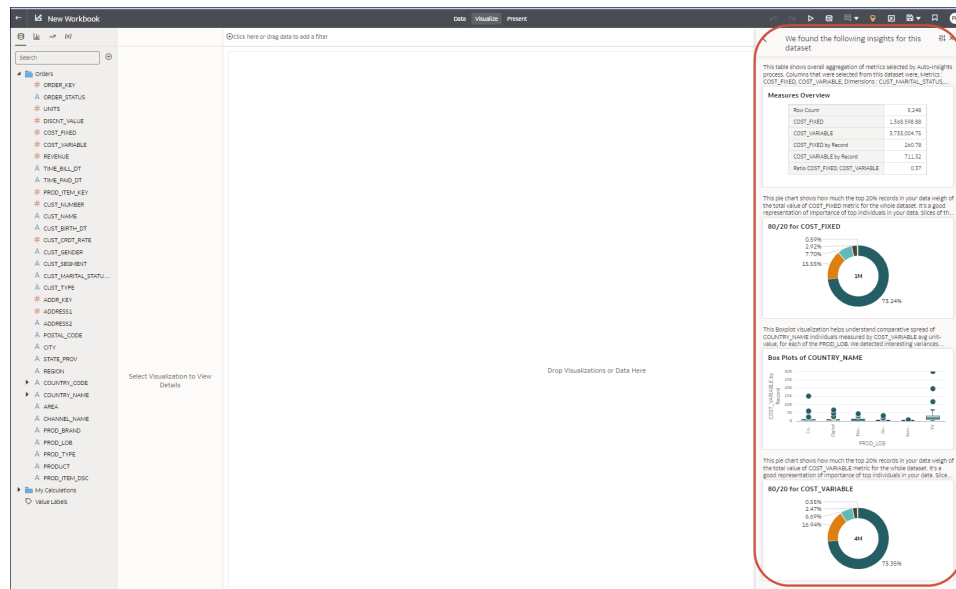 New Workbook
Data Visualize Present
Click here or drag data to add a filter
Search
Orders
# ORDER_KEY
A ORDER_STATUS
# UNITS
# DISCNT_VALUE
# COST_FIXED
# COST_VARIABLE
# REVENUE
A TIME_BILL_DT
A TIME_PAID_DT
# PROD_ITEM_KEY
# CUST_NUMBER
A CUST_NAME
A CUST_BIRTH_DT
# CUST_CRDT_RATE
A CUST_GENDER
A CUST_SEGMENT
A CUST_MARITAL_STATU...
A CUST_TYPE
# ADDR_KEY
# ADDRESS1
A ADDRESS2
A POSTAL_CODE
A CITY
A STATE_PROV
A REGION
A COUNTRY_CODE
A COUNTRY_NAME
A AREA
A CHANNEL_NAME
A PROD_BRAND
A PROD_LOB
A PROD_TYPE
A PRODUCT
A PROD_ITEM_DSC
My Calculations
Value Labels
Select Visualization to View
Details
Drop Visualizations or Data Here
We found the following insights for this
dataset
This table shows overall aggregation of metrics selected by Auto-Insights
process. Columns that were selected from this dataset were, Metrics :
COST_FIXED, COST_VARIABLE, Dimensions : CUST_MARITAL_STATUS,...
Measures Overview
Row Count 5,248
COST_FIXED 1,368,598.88
COST_VARIABLE 3,733,004.75
COST_FIXED by Record 260.78
COST_VARIABLE by Record 711.32
Ratio COST_FIXED, COST_VARIABLE 0.37
This pie chart shows how much the top 20% records in your data weigh of
the total value of COST_FIXED metric for the whole dataset. It's a good
representation of importance of top individuals in your data. Slices of th...
80/20 for COST_FIXED
0.59%
2.92%
7.70%
15.55%
1M
73.24%
This Boxplot visualization helps understand comparative spread of
COUNTRY_NAME individuals measured by COST_VARIABLE avg unit-
value, for each of the PROD_LOB. We detected interesting variances...
Box Plots of COUNTRY_NAME
COST_VARIABLE by
Record
30K
25K
20K
15K
10K
5K
0
Co...
Digital
Elec...
Ga...
TV
PROD_LOB
This pie chart shows how much the top 20% records in your data weigh of
the total value of COST_VARIABLE metric for the whole dataset. It's a
good representation of importance of top individuals in your data. Slice...
80/20 for COST_VARIABLE
0.55%
2.47%
6.69%
16.94%
4M
73.35%